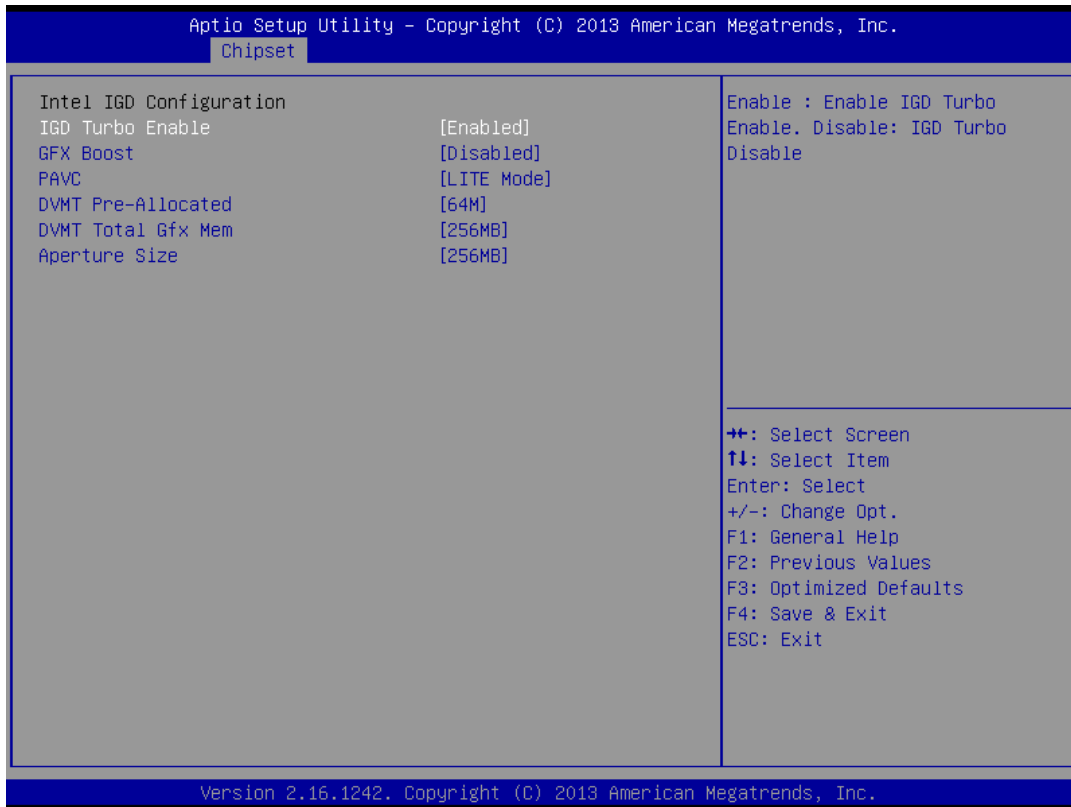 Aptio Setup Utility – Copyright (C) 2013 American Megatrends, Inc.
Chipset
Intel IGD Configuration
IGD Turbo Enable [Enabled]
GFX Boost [Disabled]
PAVC [LITE Mode]
DVMT Pre-Allocated [64M]
DVMT Total Gfx Mem [256MB]
Aperture Size [256MB]
Enable : Enable IGD Turbo
Enable. Disable: IGD Turbo
Disable
→←: Select Screen
↑↓: Select Item
Enter: Select
+/-: Change Opt.
F1: General Help
F2: Previous Values
F3: Optimized Defaults
F4: Save & Exit
ESC: Exit
Version 2.16.1242. Copyright (C) 2013 American Megatrends, Inc.